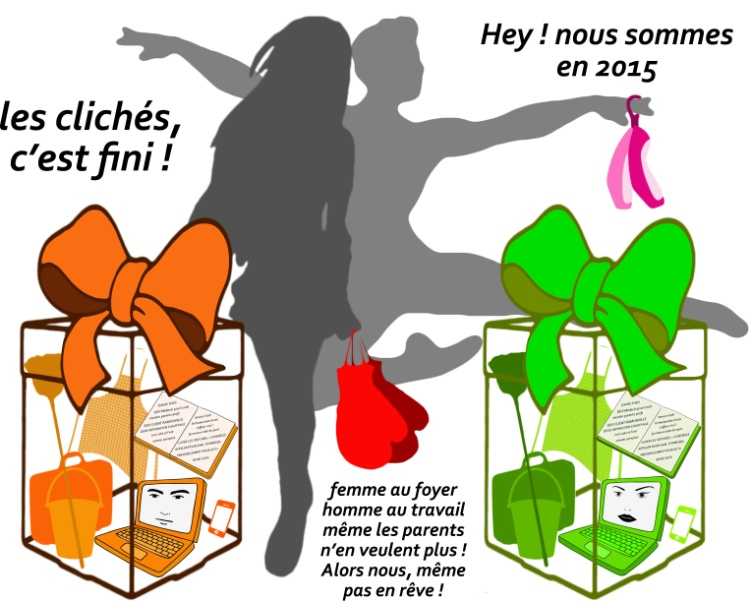 Hey ! nous sommes
en 2015
les clichés,
c'est fini !
femme au foyer
homme au travail
même les parents
n'en veulent plus !
Alors nous, même
pas en rêve !